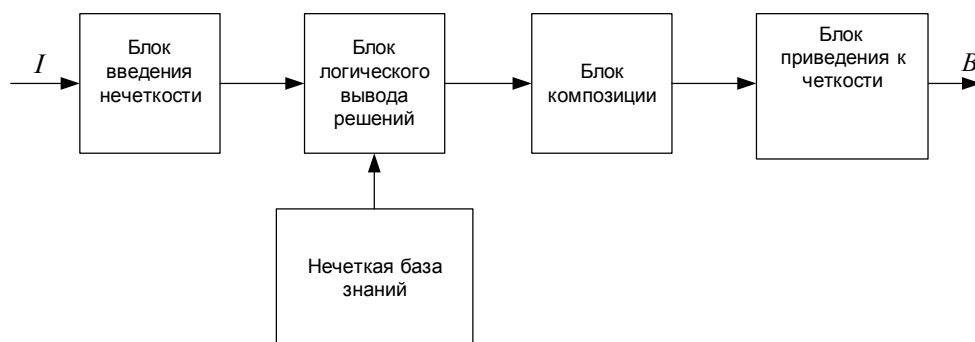 I
Блок
введения
нечеткости
Блок
логического
вывода
решений
Блок
композиции
Блок
приведения к
четкости
B
Нечеткая база
знаний